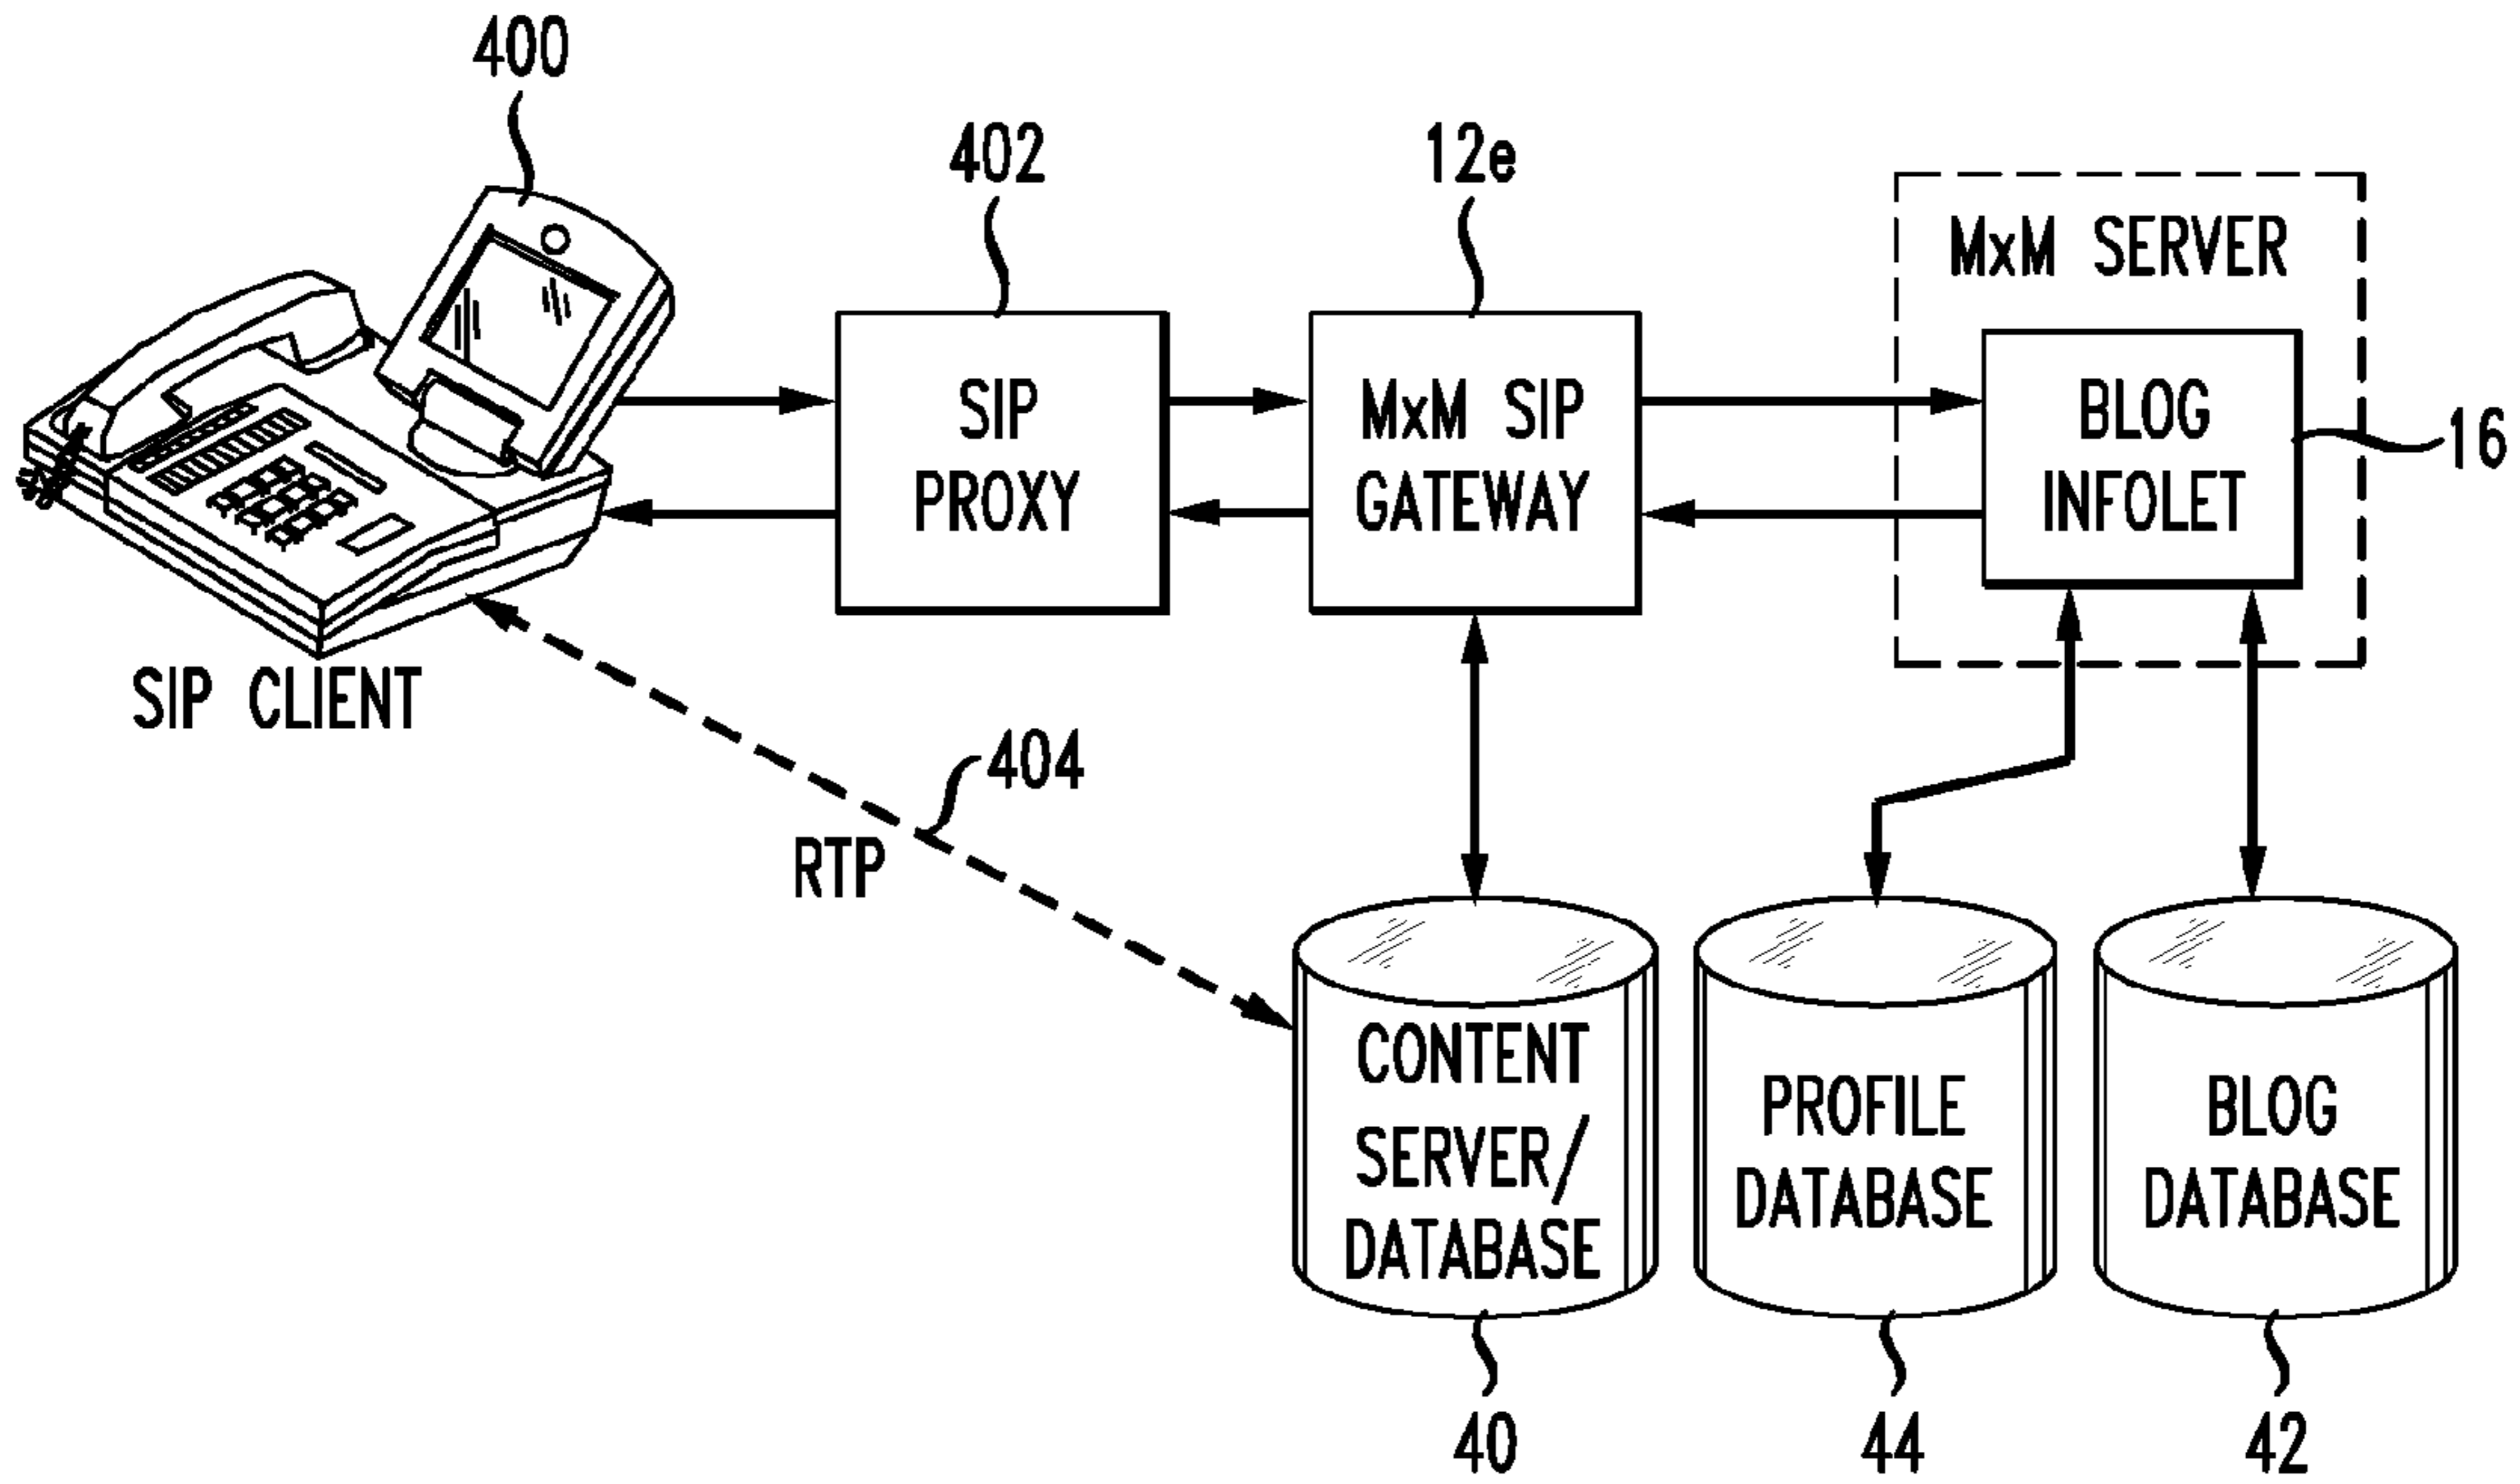 400
402
12e
MxM SERVER
SIP
PROXY
MxM SIP
GATEWAY
BLOG
INFOLET
16
SIP CLIENT
404
RTP
CONTENT
SERVER/
DATABASE
PROFILE
DATABASE
BLOG
DATABASE
40
44
42